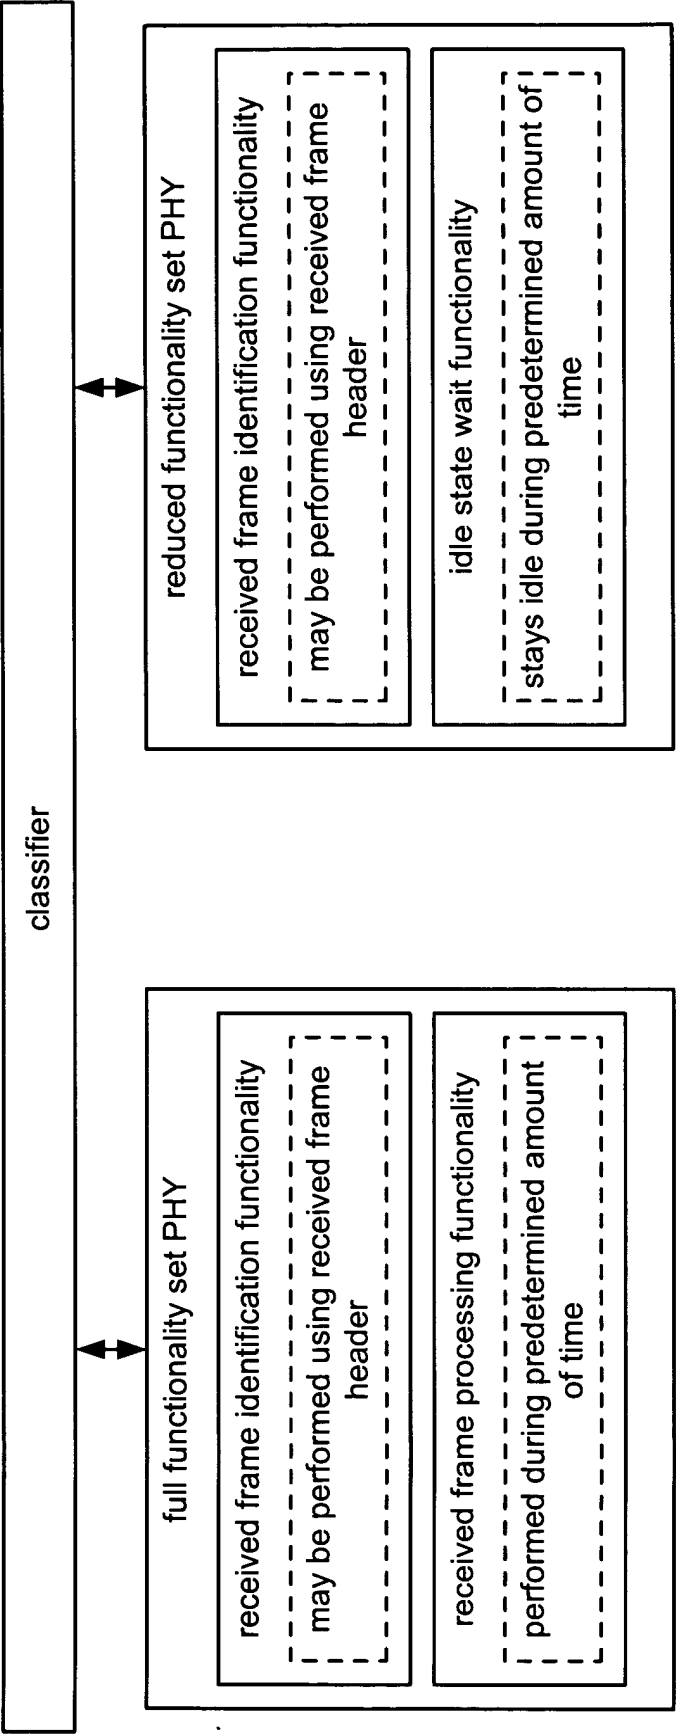 classifier
full functionality set PHY
received frame identification functionality
may be performed using received frame
header
received frame processing functionality
performed during predetermined amount
of time
reduced functionality set PHY
received frame identification functionality
may be performed using received frame
header
idle state wait functionality
stays idle during predetermined amount of
time